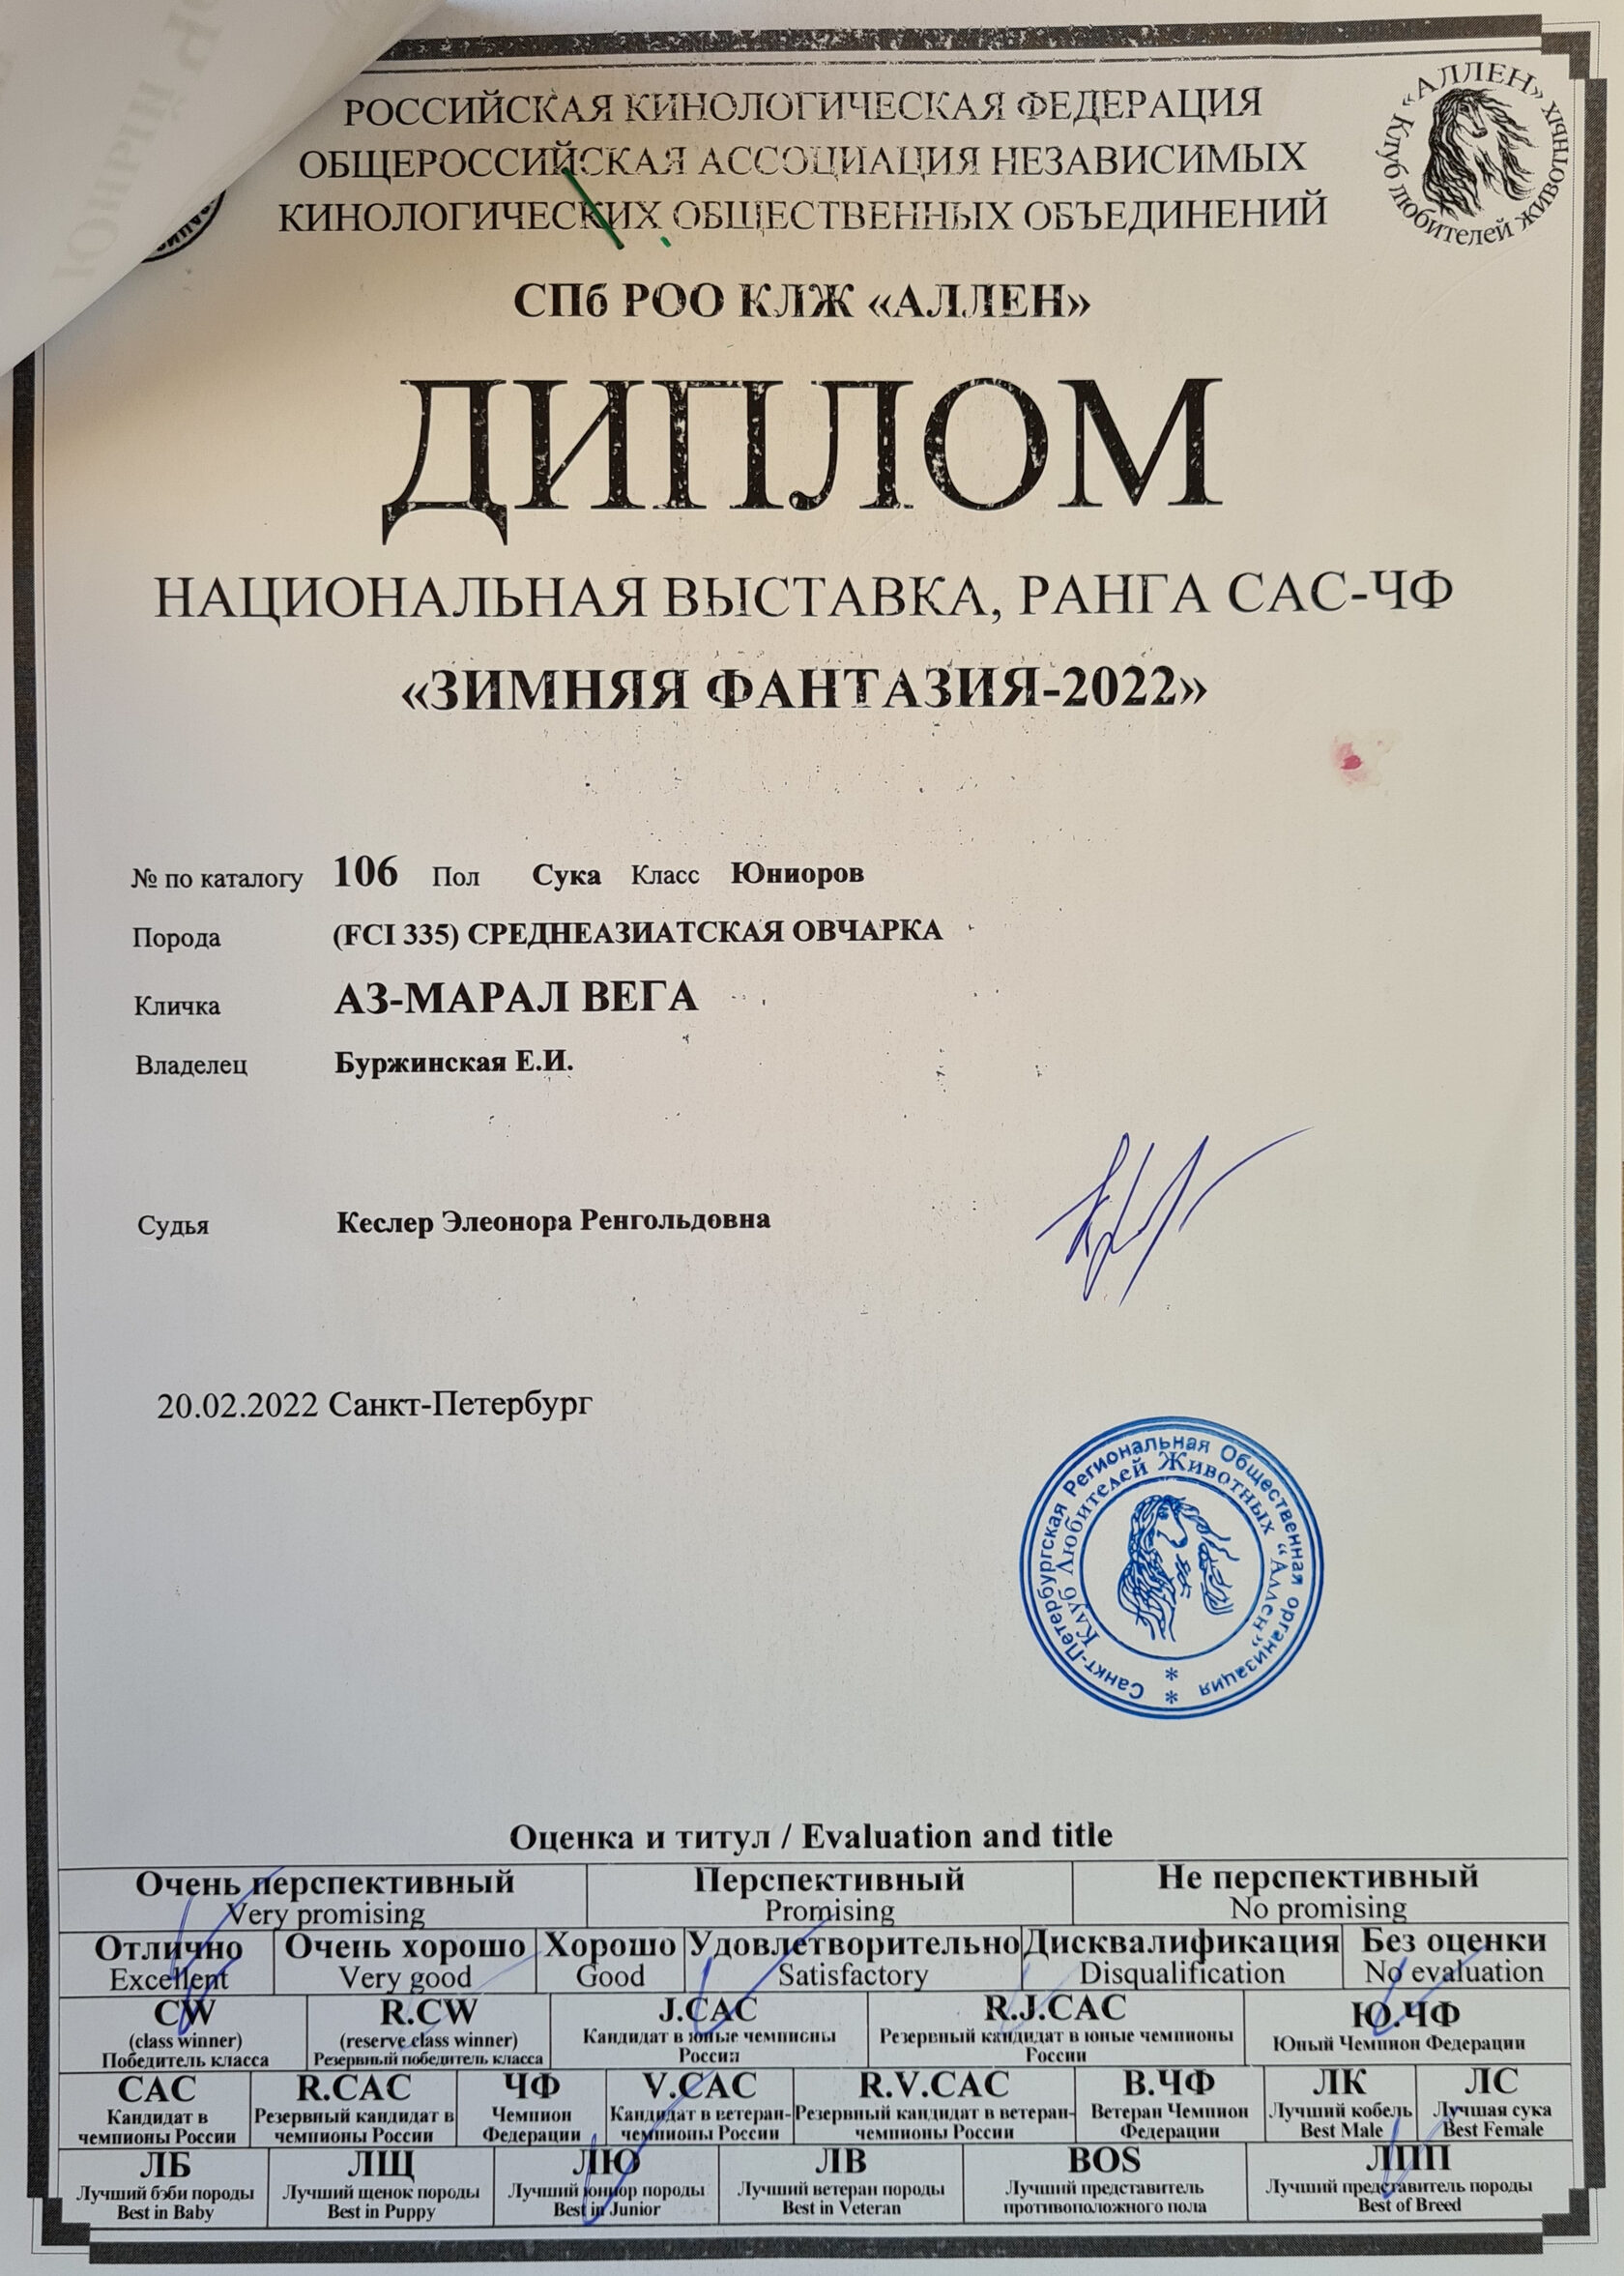 РОССИЙСКАЯ КИНОЛОГИЧЕСКАЯ ФЕДЕРАЦИЯ
ОБЩЕРОССИЙСКАЯ АССОЦИАЦИЯ НЕЗАВИСИМЫХ
КИНОЛОГИЧЕСКИХ ОБЩЕСТВЕННЫХ ОБЪЕДИНЕНИЙ
«АЛЛЕН» Клуб любителей животных
СПб РОО КЛЖ «АЛЛЕН»
ДИПЛОМ
НАЦИОНАЛЬНАЯ ВЫСТАВКА, РАНГА САС-ЧФ
«ЗИМНЯЯ ФАНТАЗИЯ-2022»
№ по каталогу 106 Пол Сука Класс Юниоров
Порода (FCI 335) СРЕДНЕАЗИАТСКАЯ ОВЧАРКА
Кличка АЗ-МАРАЛ ВЕГА
Владелец Буржинская Е.И.
Судья Кеслер Элеонора Ренгольдовна
20.02.2022 Санкт-Петербург
Санкт-Петербургская Региональная Общественная организация
Клуб Любителей Животных "Аллен"
Оценка и титул / Evaluation and title
Очень перспективный Перспективный Не перспективный
Very promising Promising No promising
Отлично Очень хорошо Хорошо Удовлетворительно Дисквалификация Без оценки
Excellent Very good Good Satisfactory Disqualification No evaluation
CW R.CW J.CAC R.J.CAC Ю.ЧФ
(class winner) (reserve class winner) Кандидат в юные чемпионы Резервный кандидат в юные чемпионы Юный Чемпион Федерации
Победитель класса Резервный победитель класса России России
CAC R.CAC ЧФ V.CAC R.V.CAC В.ЧФ ЛК ЛС
Кандидат в Резервный кандидат в Чемпион Кандидат в ветеран- Резервный кандидат в ветеран- Ветеран Чемпион Лучший кобель Лучшая сука
чемпионы России чемпионы России Федерации чемпионы России чемпионы России Федерации Best Male Best Female
ЛБ ЛЩ ЛЮ ЛВ BOS ЛПП
Лучший бэби породы Лучший щенок породы Лучший юниор породы Лучший ветеран породы Лучший представитель Лучший представитель породы
Best in Baby Best in Puppy Best in Junior Best in Veteran противоположного пола Best of Breed